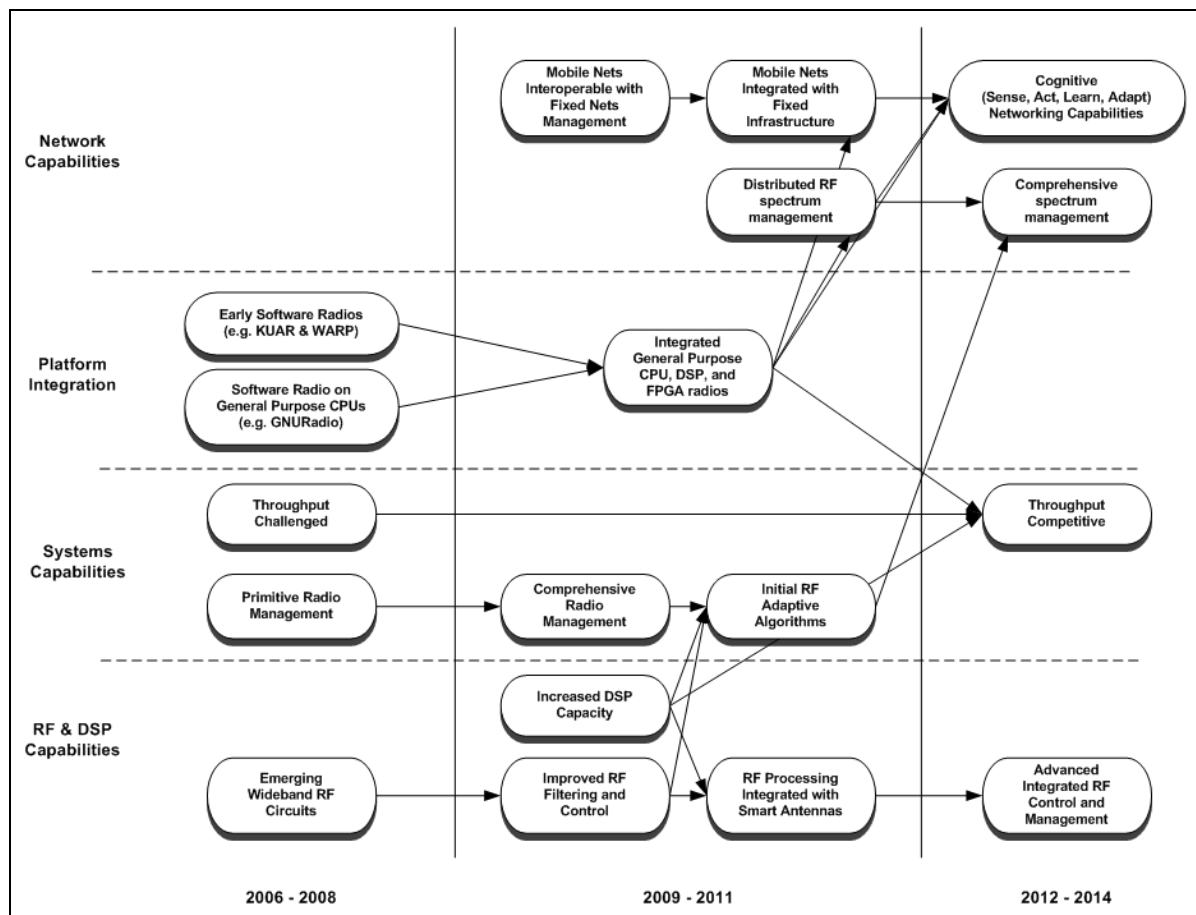 Mobile Nets
Interoperable with
Fixed Nets
Management
Mobile Nets
Integrated with
Fixed
Infrastructure
Cognitive
(Sense, Act, Learn, Adapt)
Networking Capabilities
Network
Capabilities
Distributed RF
spectrum
management
Comprehensive
spectrum
management
Early Software Radios
(e.g. KUAR & WARP)
Platform
Integration
Integrated
General Purpose
CPU, DSP, and
FPGA radios
Software Radio on
General Purpose CPUs
(e.g. GNURadio)
Throughput
Challenged
Throughput
Competitive
Systems
Capabilities
Primitive Radio
Management
Comprehensive
Radio
Management
Initial RF
Adaptive
Algorithms
Increased DSP
Capacity
RF & DSP
Capabilities
Emerging
Wideband RF
Circuits
Improved RF
Filtering and
Control
RF Processing
Integrated with
Smart Antennas
Advanced
Integrated RF
Control and
Management
2006 - 2008
2009 - 2011
2012 - 2014